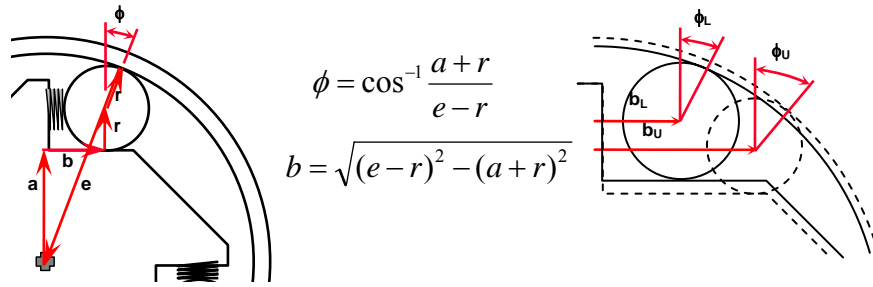 ϕ
r
r
b
a
e
ϕ = cos⁻¹ (a + r)/(e − r)
b = √((e − r)² − (a + r)²)
ϕL
ϕU
bL
bU